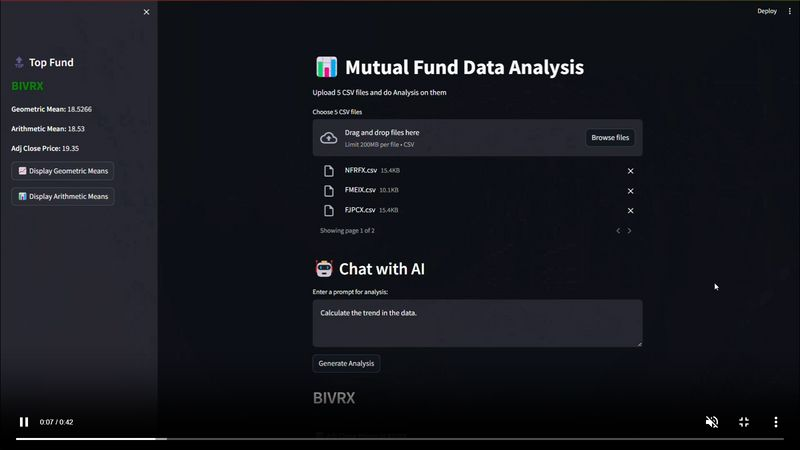 Deploy
TOP
Top Fund
BIVRX
Geometric Mean: 18.5266
Arithmetic Mean: 18.53
Adj Close Price: 19.35
Display Geometric Means
Display Arithmetic Means
Mutual Fund Data Analysis
Upload 5 CSV files and do Analysis on them
Choose 5 CSV files
Drag and drop files here
Limit 200MB per file • CSV
Browse files
NFRFX.csv 15.4KB
FMEIX.csv 10.1KB
FJPCX.csv 15.4KB
Showing page 1 of 2
Chat with AI
Enter a prompt for analysis:
Calculate the trend in the data.
Generate Analysis
BIVRX
0:07 / 0:42